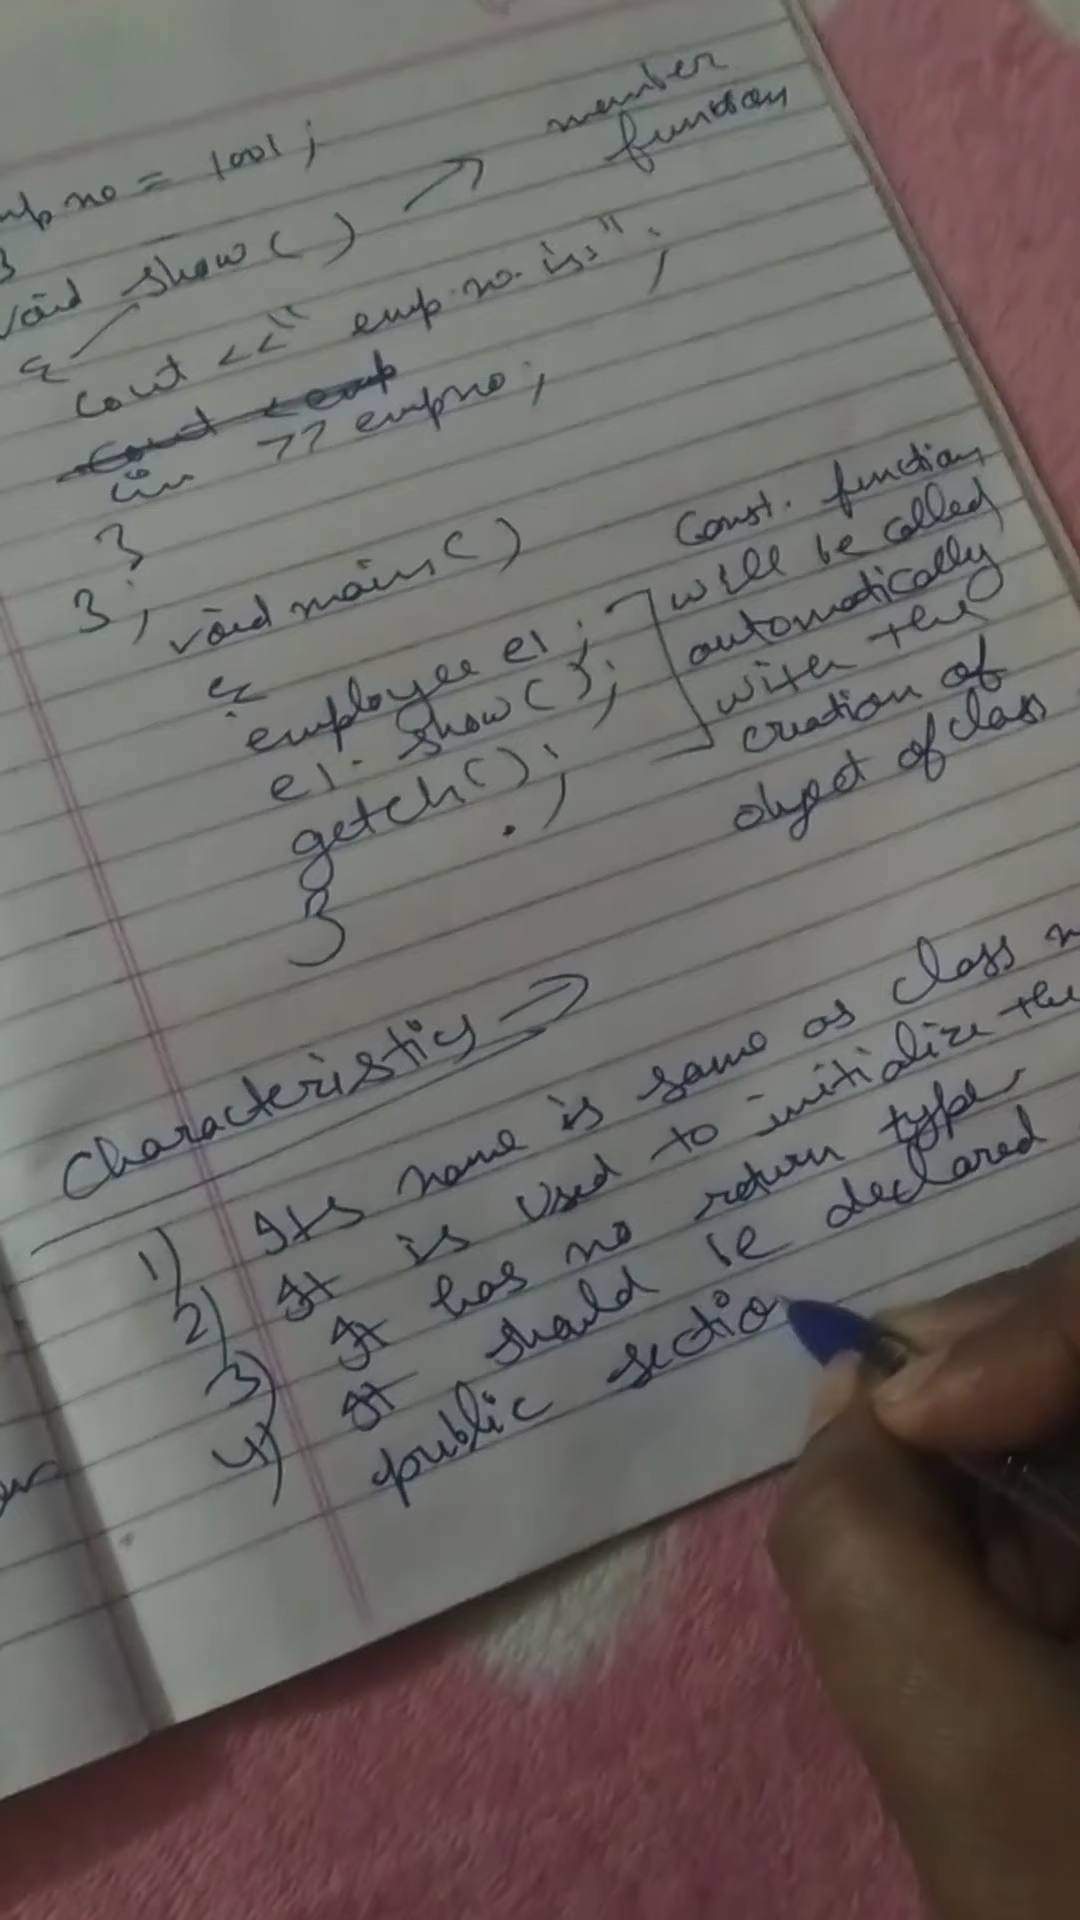 mp no = 1001;
3
void show( ) → member
function
{
cout << " emp.no. is:" ;
cin >> empno;
}
};
void main( )
{
employee e1;
e1. show( );
getch( );
}
Const. function
will be called
automatically
with the
creation of
object of class
Characteristics →
1) Its name is same as class n
2) It is used to initialize the
3) It has no return type
4) It should be declared
public sectio